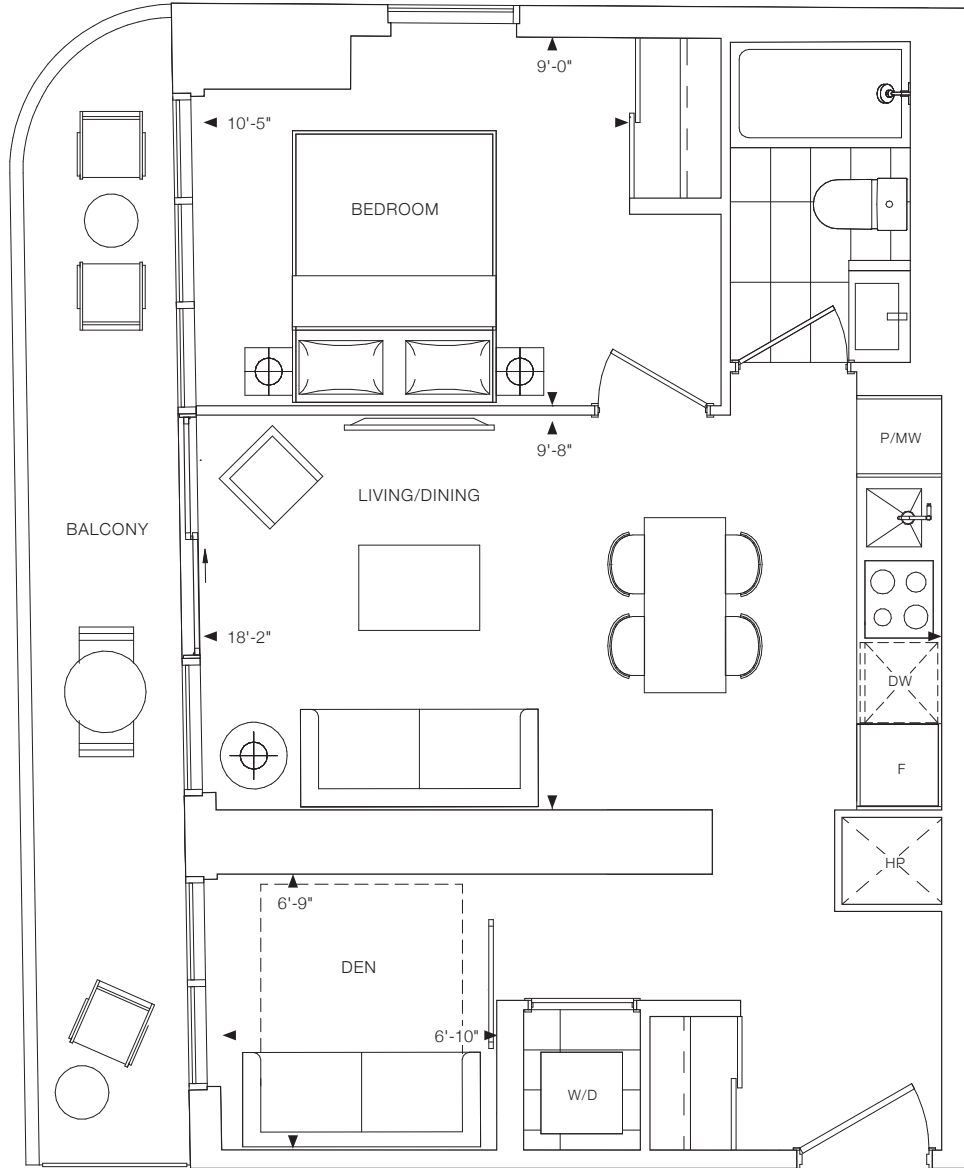 9'-0"
10'-5"
BEDROOM
P/MW
9'-8"
LIVING/DINING
BALCONY
18'-2"
DW
F
HP
6'-9"
DEN
6'-10"
W/D